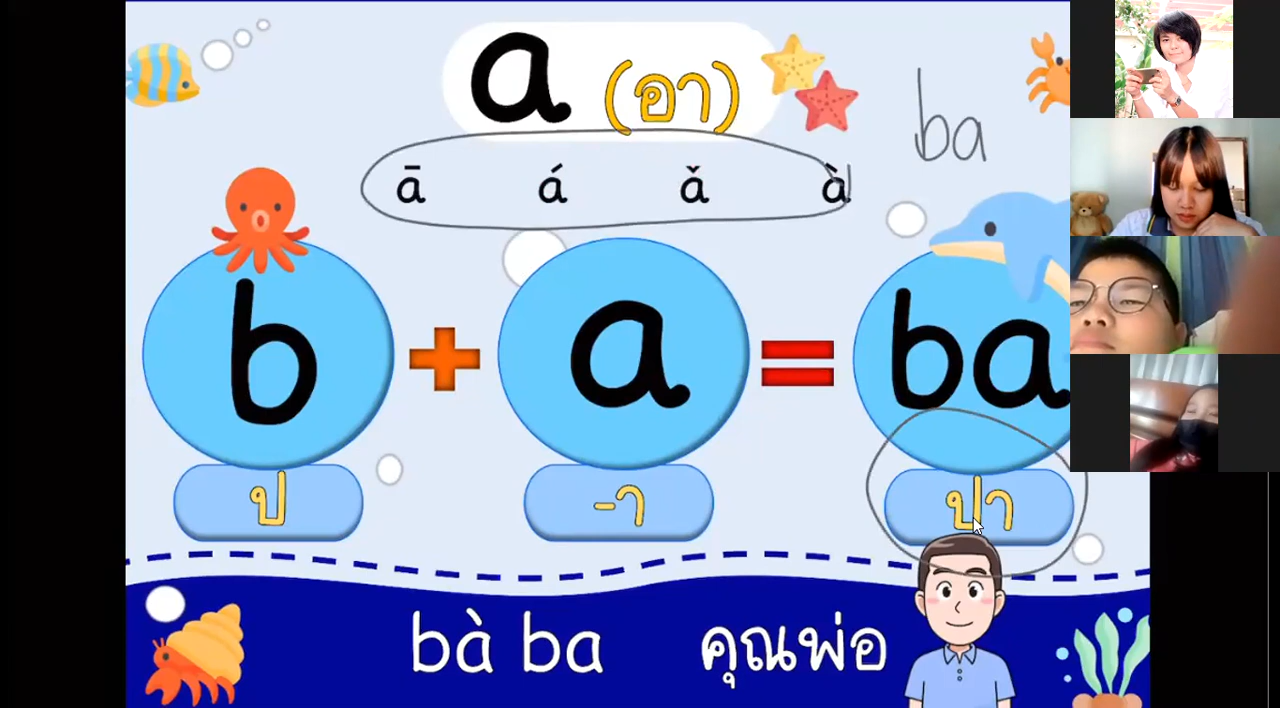 a (อา)
ba
ā á ǎ à
b + a = ba
ป -า ปา
bà ba คุณพ่อ